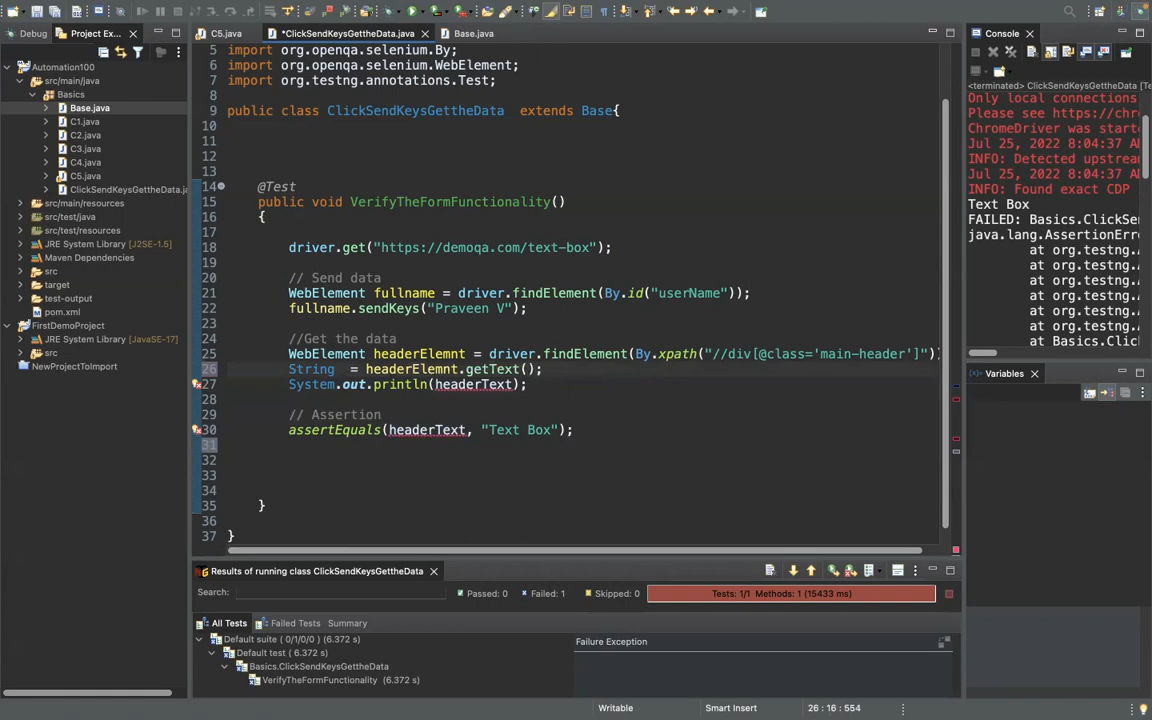 Debug
Project Ex...
C5.java
*ClickSendKeysGettheData.java
Base.java
Automation100
src/main/java
Basics
Base.java
C1.java
C2.java
C3.java
C4.java
C5.java
ClickSendKeysGettheData.ja
src/main/resources
src/test/java
src/test/resources
JRE System Library [J2SE-1.5]
Maven Dependencies
src
target
test-output
pom.xml
FirstDemoProject
JRE System Library [JavaSE-17]
src
NewProjectToImport
5 import org.openqa.selenium.By;
6 import org.openqa.selenium.WebElement;
7 import org.testng.annotations.Test;
8
9 public class ClickSendKeysGettheData  extends Base{
10
11
12
13
14 @Test
15 public void VerifyTheFormFunctionality()
16 {
17
18 driver.get("https://demoqa.com/text-box");
19
20 // Send data
21 WebElement fullname = driver.findElement(By.id("userName"));
22 fullname.sendKeys("Praveen V");
23
24 //Get the data
25 WebElement headerElemnt = driver.findElement(By.xpath("//div[@class='main-header']"))
26 String  = headerElemnt.getText();
27 System.out.println(headerText);
28
29 // Assertion
30 assertEquals(headerText, "Text Box");
31
32
33
34
35 }
36
37 }
Console
<terminated> ClickSendKeysGettheData [Te
Only local connections
Please see https://chr
ChromeDriver was start
Jul 25, 2022 8:04:37 A
INFO: Detected upstrea
Jul 25, 2022 8:04:37 A
INFO: Found exact CDP
Text Box
FAILED: Basics.ClickSe
java.lang.AssertionErr
at org.testng.
at org.testng.
at org.testng.
at org.testng.
at org.testng.
at org.testng.
at org.testng.
Variables
Results of running class ClickSendKeysGettheData
Search:
Passed: 0
Failed: 1
Skipped: 0
Tests: 1/1  Methods: 1 (15433 ms)
All Tests
Failed Tests
Summary
Default suite ( 0/1/0/0 ) (6.372 s)
Default test ( 6.372 s)
Basics.ClickSendKeysGettheData
VerifyTheFormFunctionality  (6.372 s)
Failure Exception
Writable
Smart Insert
26 : 16 : 554